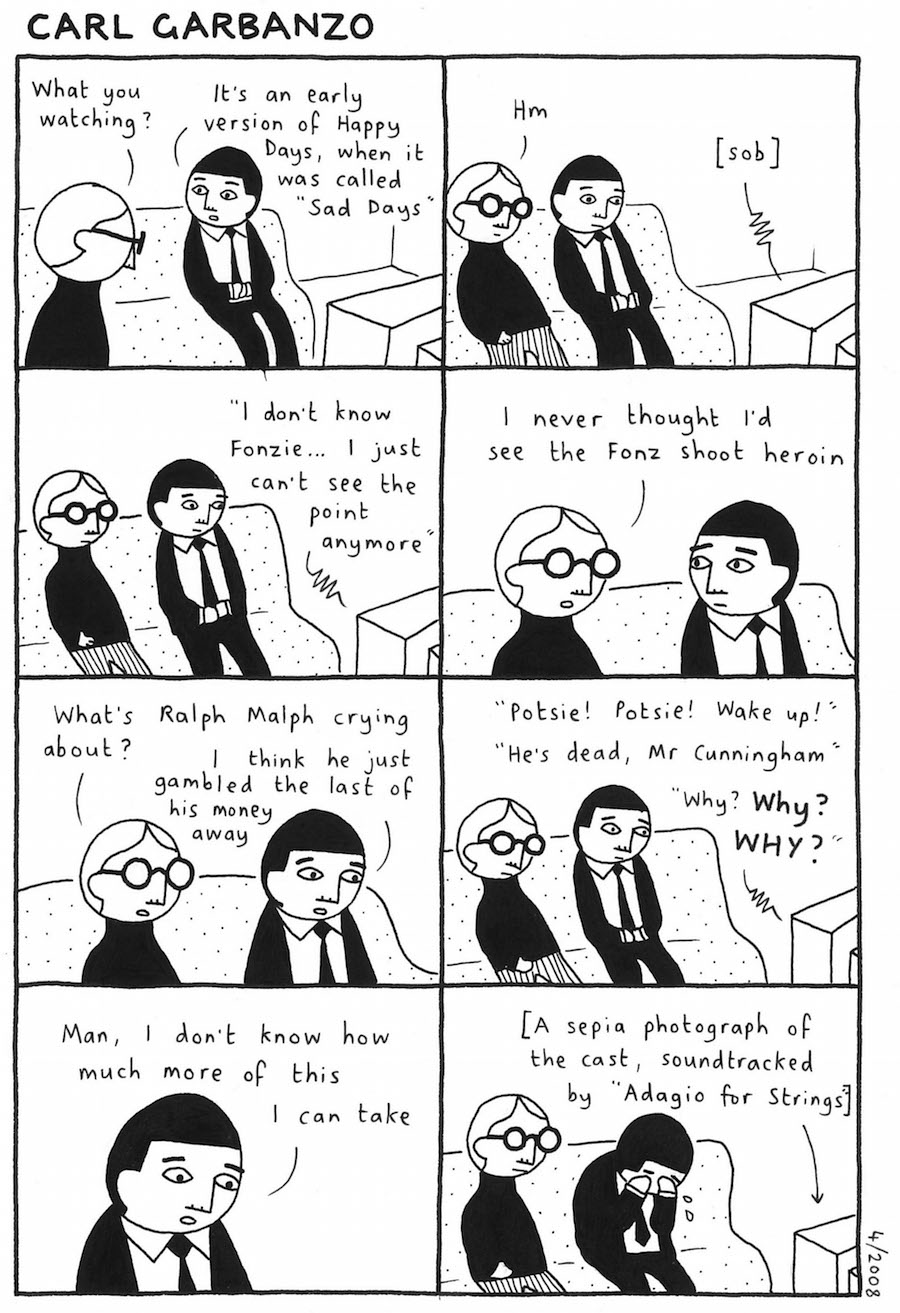 CARL GARBANZO
What you
watching?
It's an early
version of Happy
Days, when it
was called
"Sad Days"
Hm
[sob]
"I don't know
Fonzie... I just
can't see the
point
anymore"
I never thought I'd
see the Fonz shoot heroin
What's Ralph Malph crying
about?
I think he just
gambled the last of
his money
away
"Potsie! Potsie! Wake up!"
"He's dead, Mr Cunningham"
"Why? Why?
WHY?"
Man, I don't know how
much more of this
I can take
[A sepia photograph of
the cast, soundtracked
by "Adagio for Strings"]
4/2008